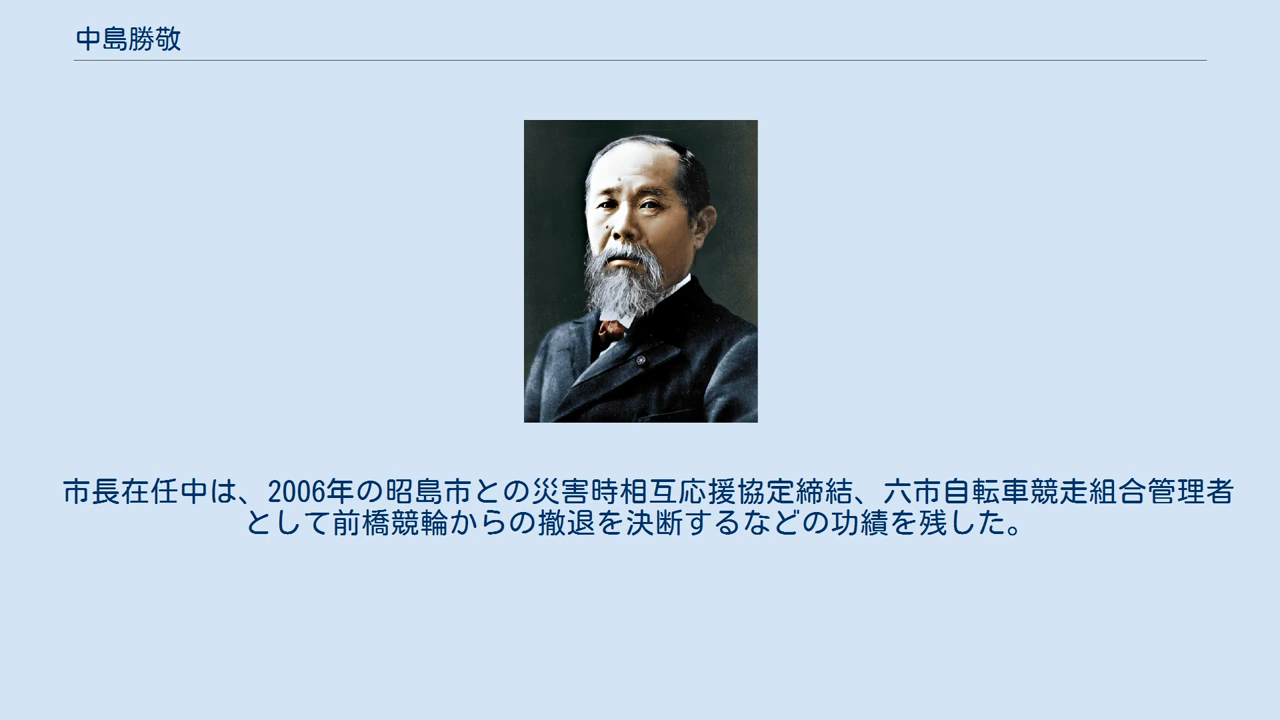 中島勝敬
市長在任中は、2006年の昭島市との災害時相互応援協定締結、六市自転車競走組合管理者
として前橋競輪からの撤退を決断するなどの功績を残した。